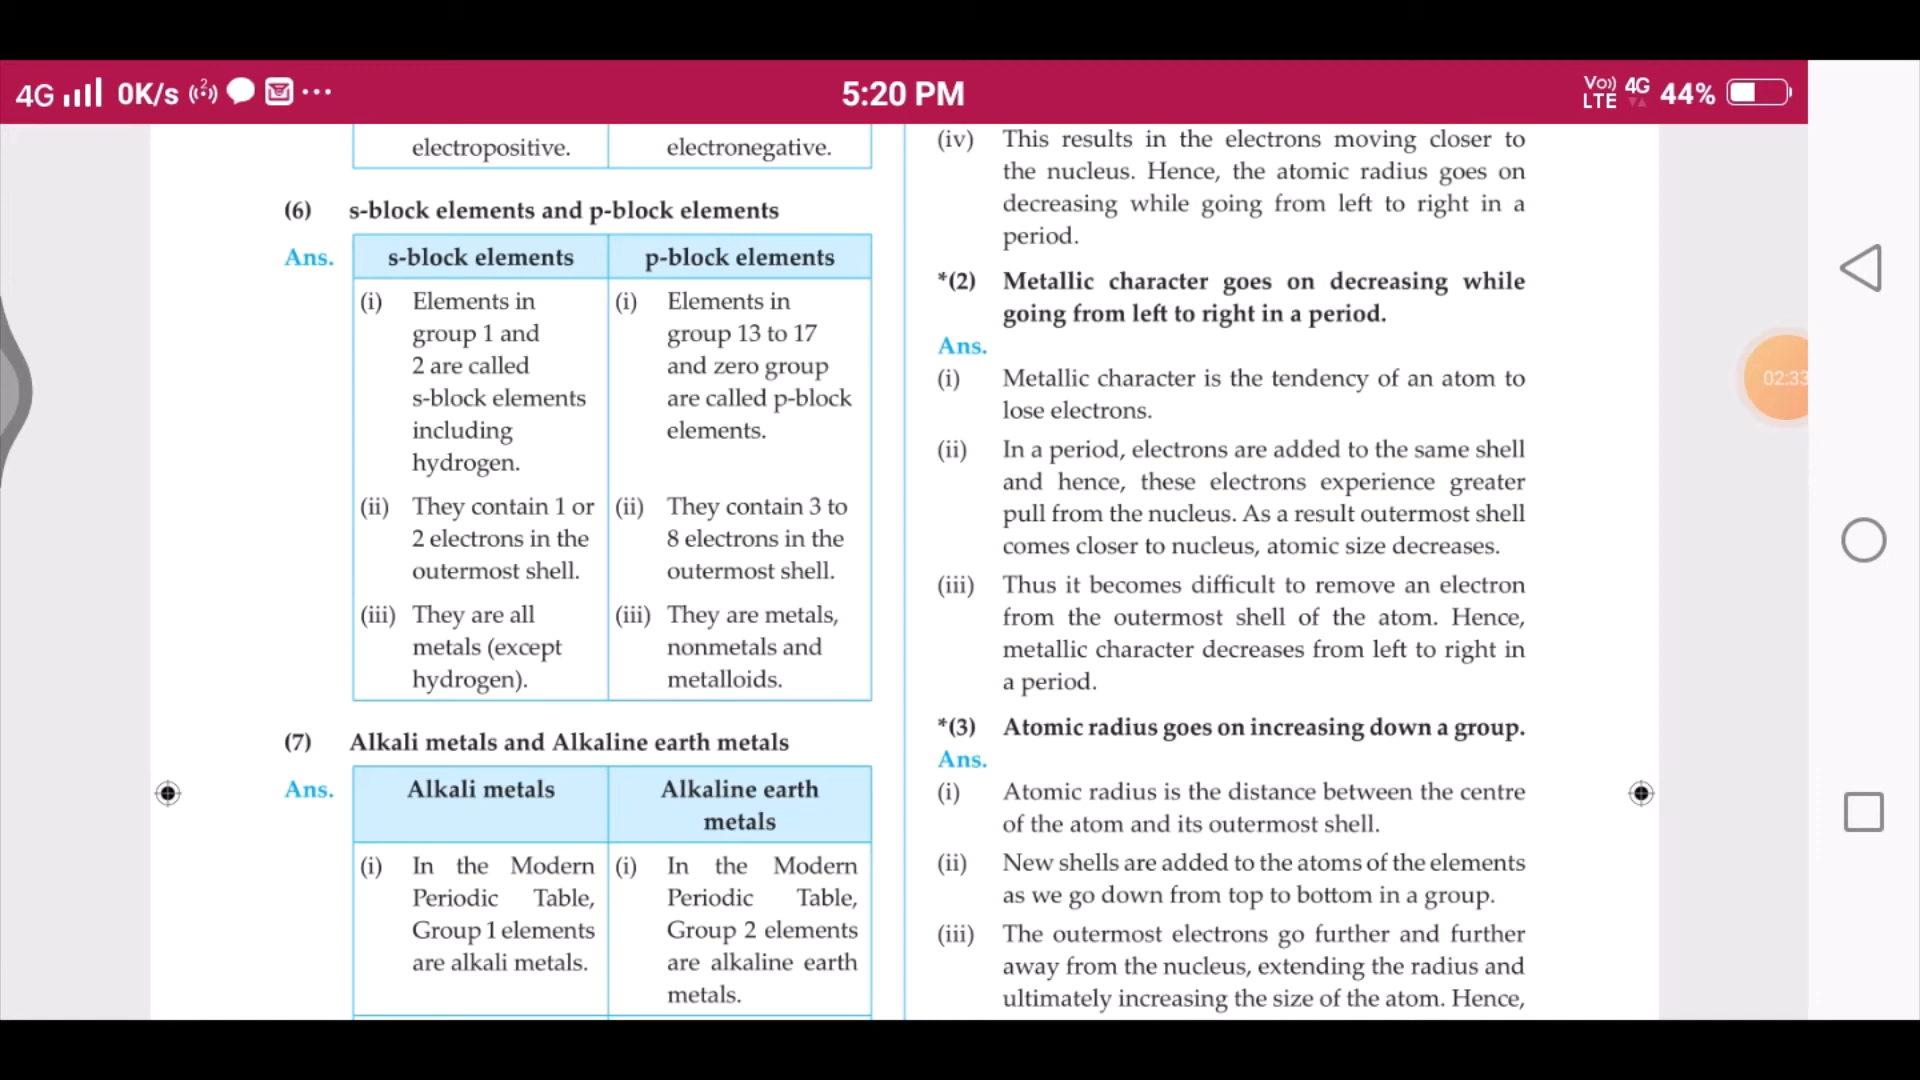 4G 0K/s ... 5:20 PM Vo) LTE 4G 44%
electropositive. electronegative.
(6) s-block elements and p-block elements
Ans. s-block elements p-block elements
(i) Elements in (i) Elements in
group 1 and group 13 to 17
2 are called and zero group
s-block elements are called p-block
including elements.
hydrogen.
(ii) They contain 1 or (ii) They contain 3 to
2 electrons in the 8 electrons in the
outermost shell. outermost shell.
(iii) They are all (iii) They are metals,
metals (except nonmetals and
hydrogen). metalloids.
(7) Alkali metals and Alkaline earth metals
Ans. Alkali metals Alkaline earth
metals
(i) In the Modern (i) In the Modern
Periodic Table, Periodic Table,
Group 1 elements Group 2 elements
are alkali metals. are alkaline earth
metals.
(iv) This results in the electrons moving closer to
the nucleus. Hence, the atomic radius goes on
decreasing while going from left to right in a
period.
*(2) Metallic character goes on decreasing while
going from left to right in a period.
Ans.
(i) Metallic character is the tendency of an atom to
lose electrons.
(ii) In a period, electrons are added to the same shell
and hence, these electrons experience greater
pull from the nucleus. As a result outermost shell
comes closer to nucleus, atomic size decreases.
(iii) Thus it becomes difficult to remove an electron
from the outermost shell of the atom. Hence,
metallic character decreases from left to right in
a period.
*(3) Atomic radius goes on increasing down a group.
Ans.
(i) Atomic radius is the distance between the centre
of the atom and its outermost shell.
(ii) New shells are added to the atoms of the elements
as we go down from top to bottom in a group.
(iii) The outermost electrons go further and further
away from the nucleus, extending the radius and
ultimately increasing the size of the atom. Hence,
02:33